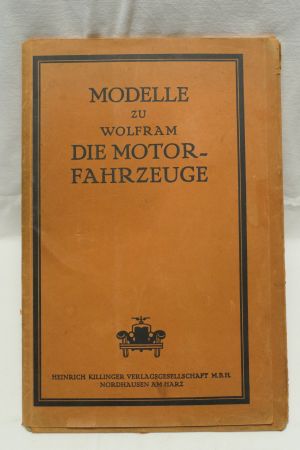 MODELLE
ZU
WOLFRAM
DIE MOTOR-
FAHRZEUGE
HEINRICH KILLINGER VERLAGSGESELLSCHAFT M.B.H.
NORDHAUSEN AM HARZ